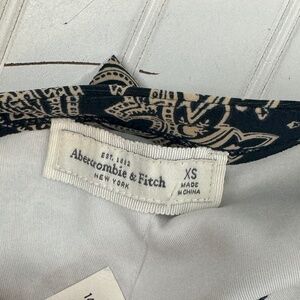 EST. 1892
Abercrombie & Fitch
NEW YORK
XS
MADE
IN CHINA